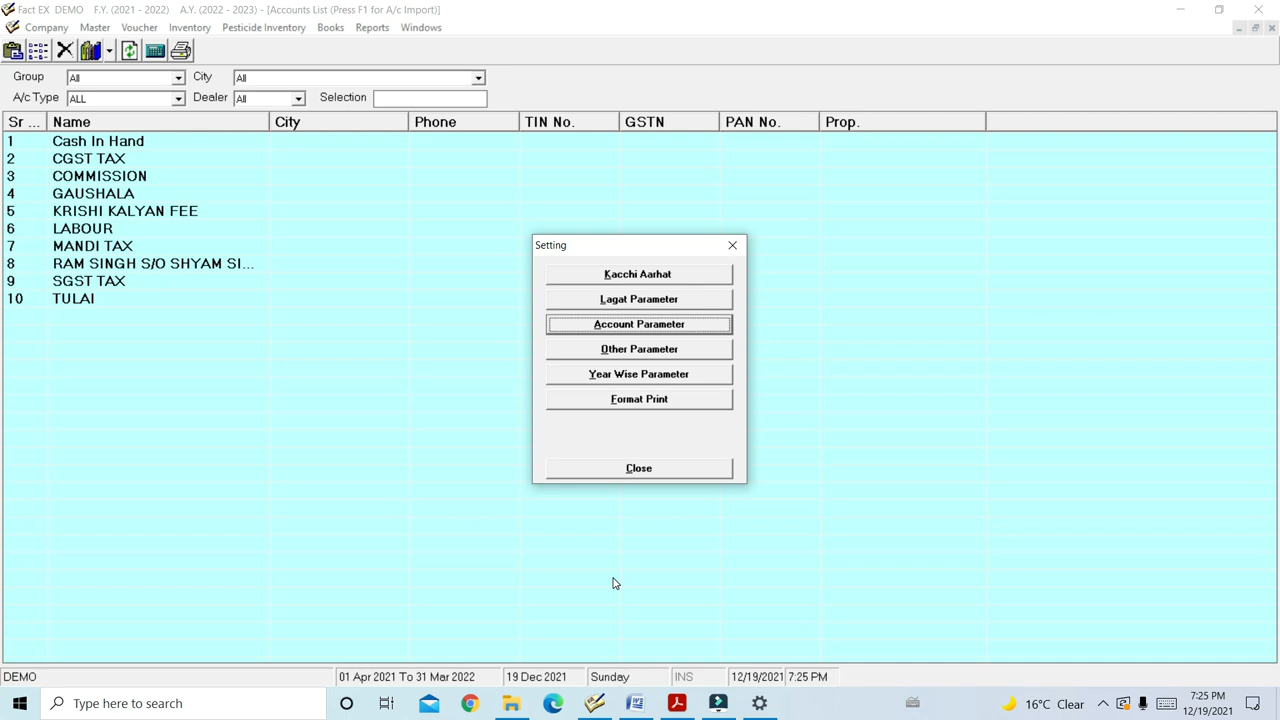 Fact EX  DEMO  F.Y. (2021 - 2022)  A.Y. (2022 - 2023) - [Accounts List (Press F1 for A/c Import)]
Company Master Voucher Inventory Pesticide Inventory Books Reports Windows
Group All City All
A/c Type ALL Dealer All Selection
Sr ... Name City Phone TIN No. GSTN PAN No. Prop.
1 Cash In Hand
2 CGST TAX
3 COMMISSION
4 GAUSHALA
5 KRISHI KALYAN FEE
6 LABOUR
7 MANDI TAX
8 RAM SINGH S/O SHYAM SI...
9 SGST TAX
10 TULAI
Setting
Kacchi Aarhat
Lagat Parameter
Account Parameter
Other Parameter
Year Wise Parameter
Format Print
Close
DEMO 01 Apr 2021 To 31 Mar 2022 19 Dec 2021 Sunday INS 12/19/2021 7:25 PM
Type here to search 16°C Clear 7:25 PM
12/19/2021